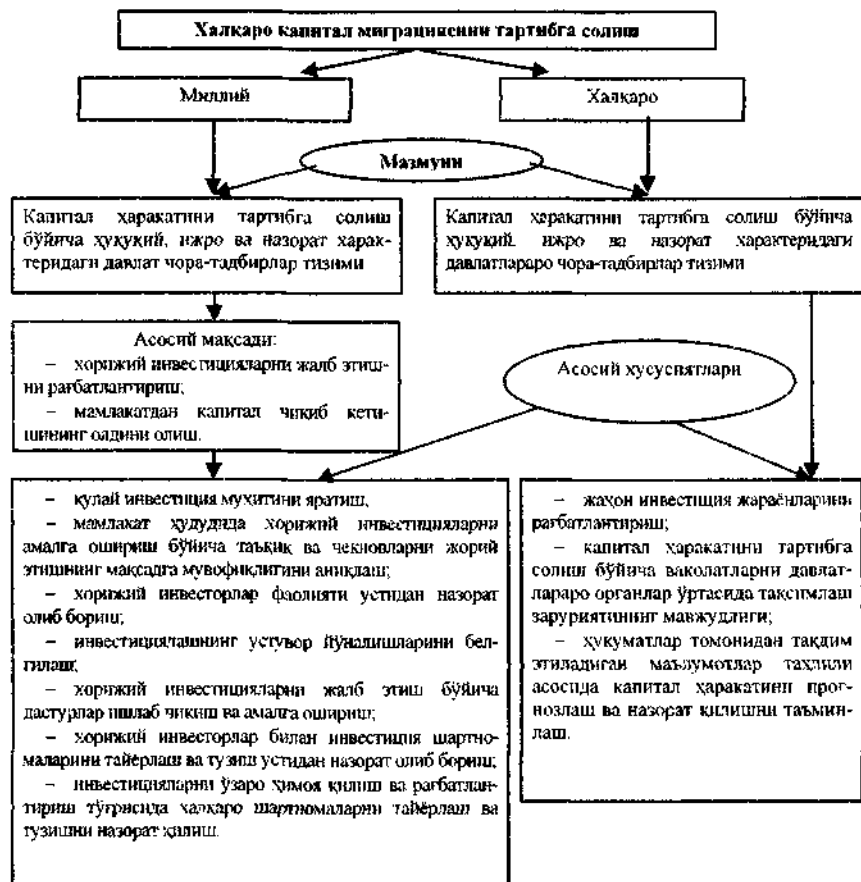 Халқаро капитал миграциясини тартибга солиш
Миллий
Халқаро
Мазмуни
Капитал ҳаракатини тартибга солиш
бўйича ҳуқуқий, ижро ва назорат харак-
теридаги давлат чора-тадбирлар тизими
Капитал ҳаракатини тартибга солиш бўйича
ҳуқуқий, ижро ва назорат характеридаги
давлатлараро чора-тадбирлар тизими
Асосий мақсади:
– хорижий инвестицияларни жалб этиш-
ни рағбатлантириш;
– мамлакатдан капитал чиқиб кети-
шининг олдини олиш.
Асосий хусусиятлари
– қулай инвестиция муҳитини яратиш;
– мамлакат ҳудудида хорижий инвестицияларни
амалга ошириш бўйича таъқиқ ва чекловларни жорий
этишнинг мақсадга мувофиқлигини аниқлаш;
– хорижий инвесторлар фаолияти устидан назорат
олиб бориш;
– инвестициялашнинг устувор йўналишларини бел-
гилаш;
– хорижий инвестицияларни жалб этиш бўйича
дастурлар ишлаб чиқиш ва амалга ошириш;
– хорижий инвесторлар билан инвестиция шартно-
маларини тайёрлаш ва тузиш устидан назорат олиб бориш;
– инвестицияларни ўзаро ҳимоя қилиш ва рағбатлан-
тириш тўғрисида халқаро шартномаларни тайёрлаш ва
тузишни назорат қилиш.
– жаҳон инвестиция жараёнларини
рағбатлантириш;
– капитал ҳаракатини тартибга
солиш бўйича ваколатларни давлат-
лараро органлар ўртасида тақсимлаш
заруриятининг мавжудлиги;
– ҳукуматлар томонидан тақдим
этиладиган маълумотлар таҳлили
асосида капитал ҳаракатини прог-
нозлаш ва назорат қилишни таъмин-
лаш.